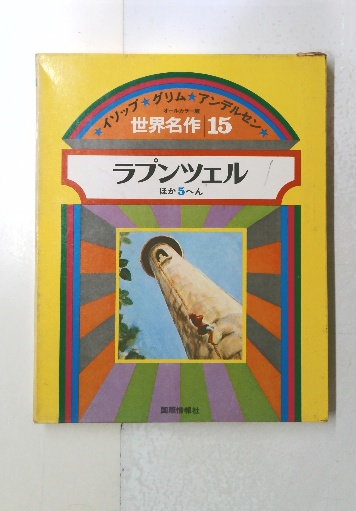 ★イソップ★グリム★アンデルセン★
オールカラー版
世界名作 15
ラプンツェル
ほか5へん
国際情報社